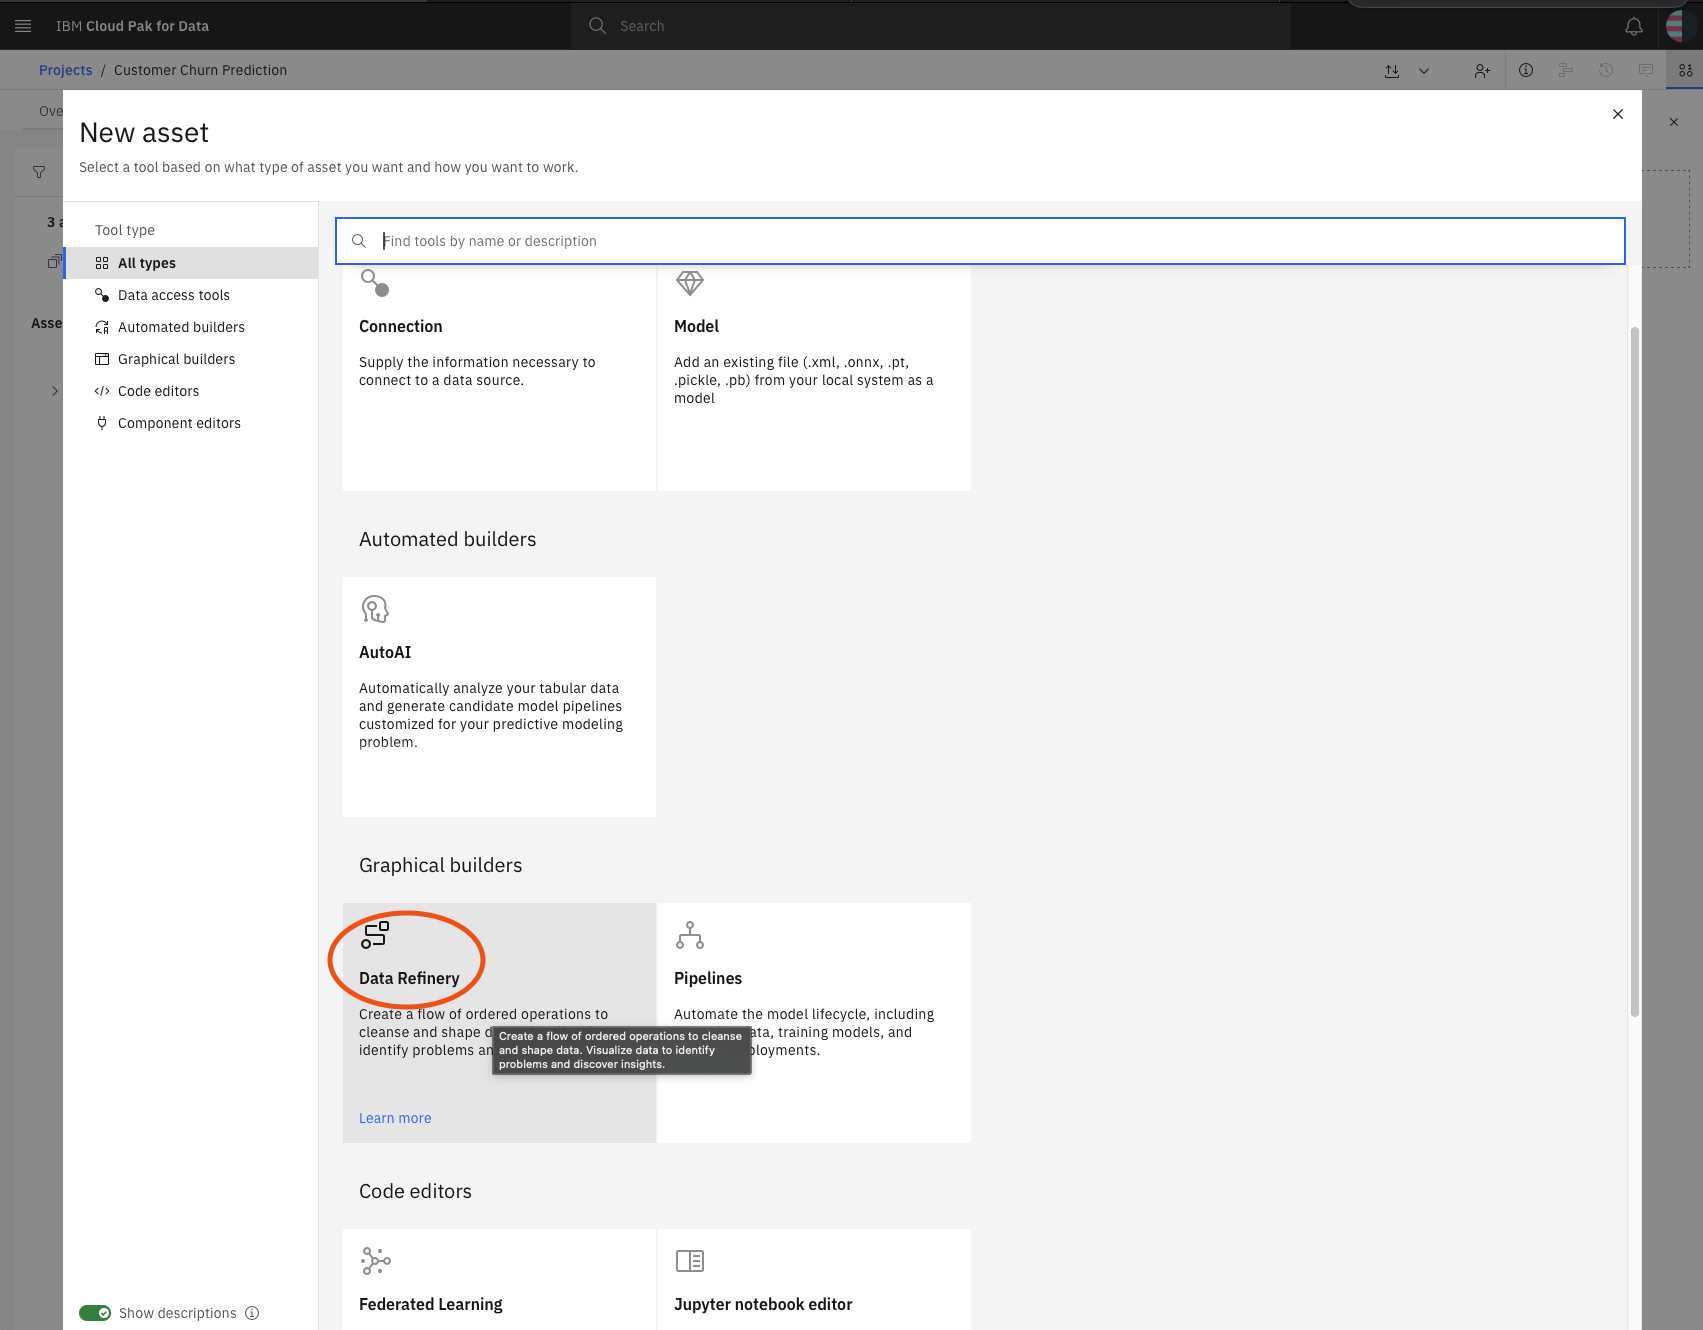 IBM Cloud Pak for Data
Search
Projects / Customer Churn Prediction
Ove
New asset
Select a tool based on what type of asset you want and how you want to work.
3 a
Asse
Tool type
All types
Data access tools
Automated builders
Graphical builders
Code editors
Component editors
Show descriptions
Find tools by name or description
Connection
Supply the information necessary to
connect to a data source.
Model
Add an existing file (.xml, .onnx, .pt,
.pickle, .pb) from your local system as a
model
Automated builders
AutoAI
Automatically analyze your tabular data
and generate candidate model pipelines
customized for your predictive modeling
problem.
Graphical builders
Data Refinery
Create a flow of ordered operations to
cleanse and shape d
identify problems an
Learn more
Create a flow of ordered operations to cleanse
and shape data. Visualize data to identify
problems and discover insights.
Pipelines
Automate the model lifecycle, including
ata, training models, and
ployments.
Code editors
Federated Learning
Jupyter notebook editor